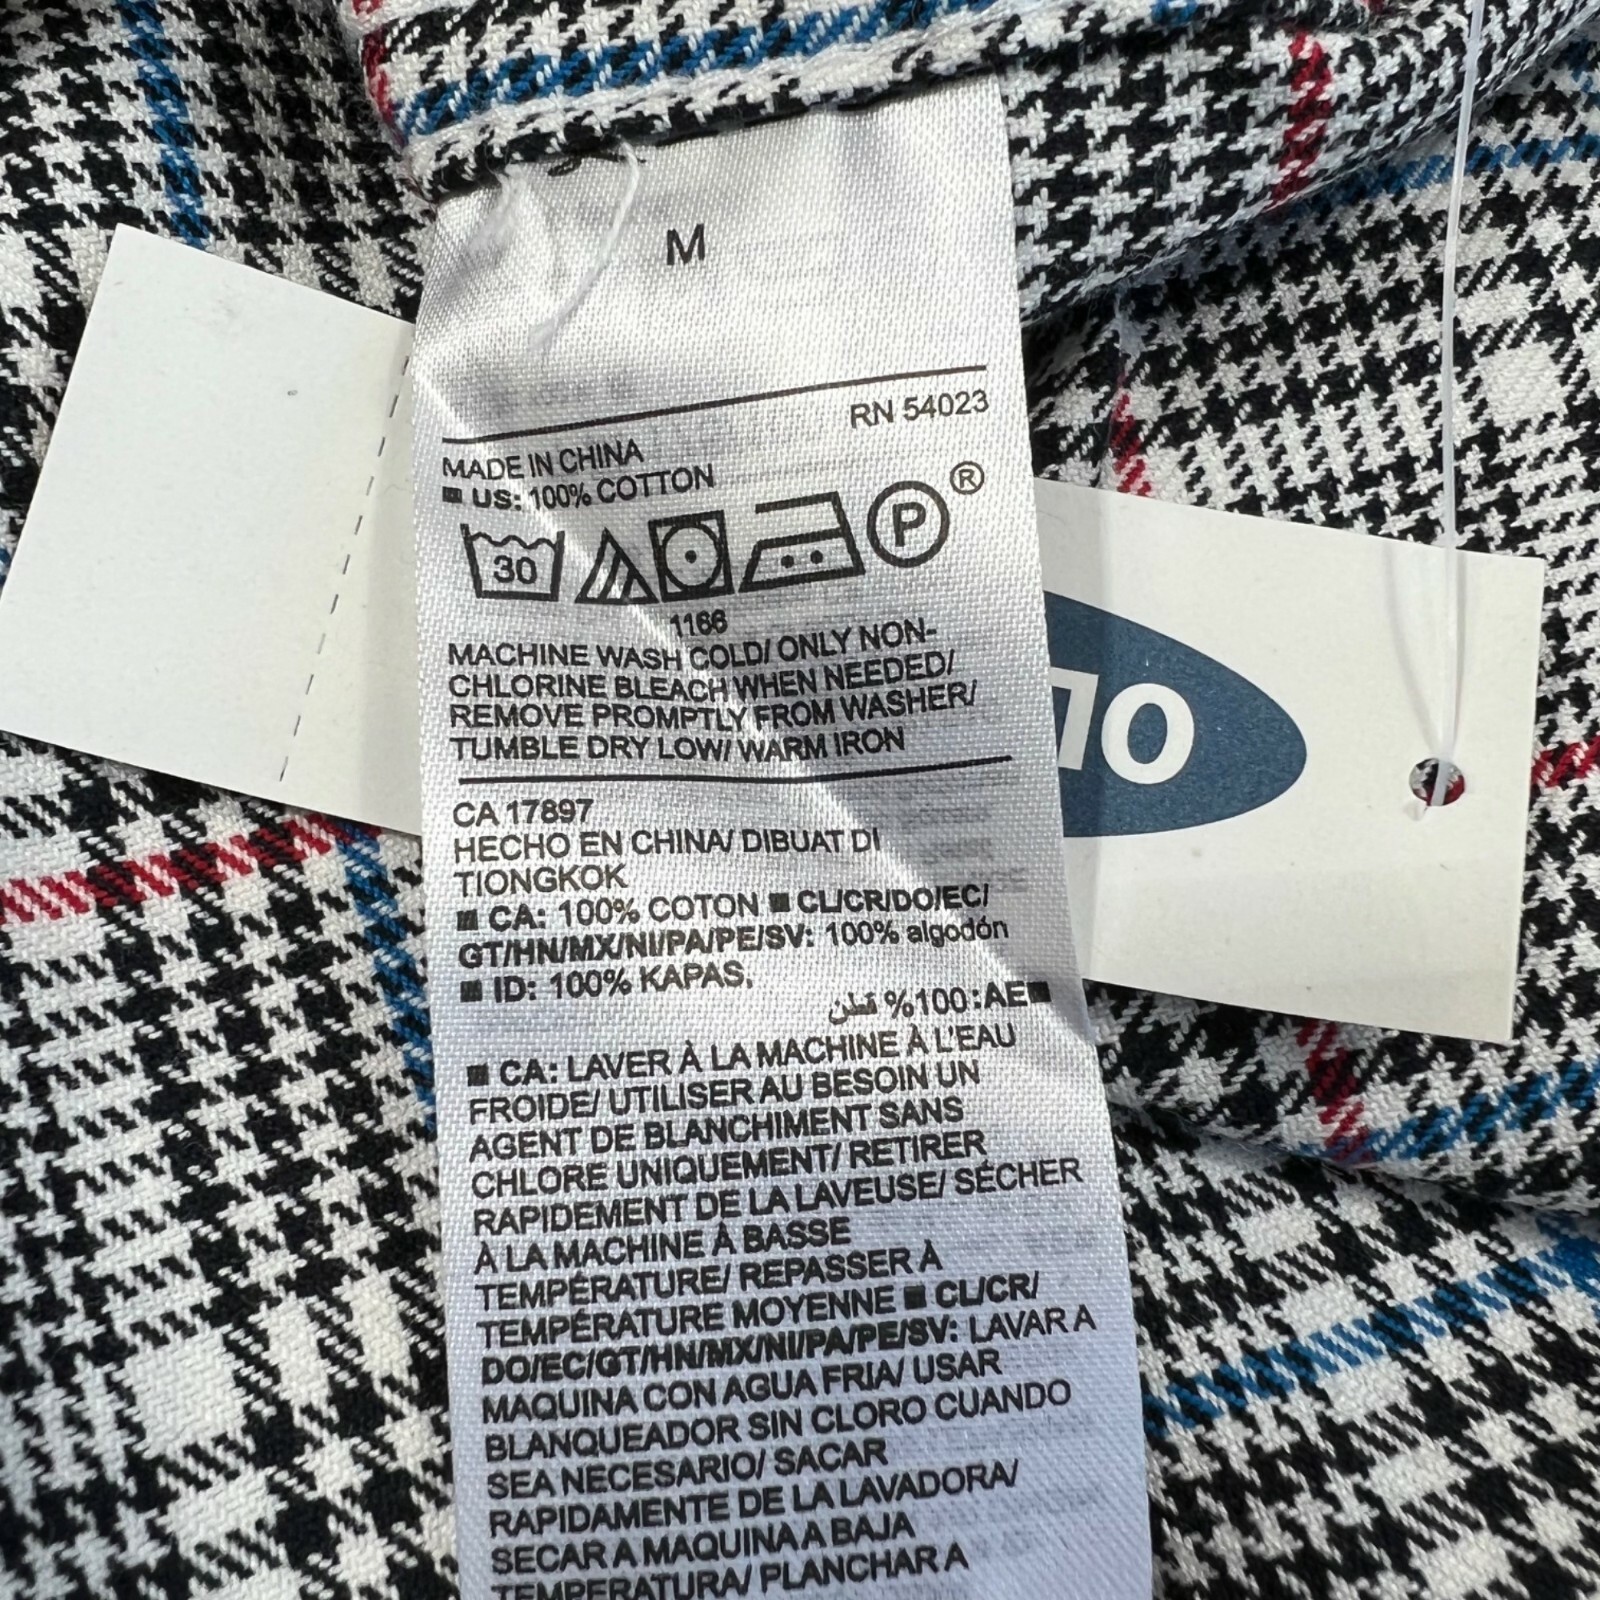 M
RN 54023
MADE IN CHINA
■ US: 100% COTTON
30
P
®
1166
MACHINE WASH COLD/ ONLY NON-
CHLORINE BLEACH WHEN NEEDED/
REMOVE PROMPTLY FROM WASHER/
TUMBLE DRY LOW/ WARM IRON
CA 17897
HECHO EN CHINA/ DIBUAT DI
TIONGKOK
■ CA: 100% COTON ■ CL/CR/DO/EC/
GT/HN/MX/NI/PA/PE/SV: 100% algodón
■ ID: 100% KAPAS,
■AE:100% قطن
■ CA: LAVER À LA MACHINE À L'EAU
FROIDE/ UTILISER AU BESOIN UN
AGENT DE BLANCHIMENT SANS
CHLORE UNIQUEMENT/ RETIRER
RAPIDEMENT DE LA LAVEUSE/ SÉCHER
À LA MACHINE À BASSE
TEMPÉRATURE/ REPASSER À
TEMPÉRATURE MOYENNE ■ CL/CR/
DO/EC/GT/HN/MX/NI/PA/PE/SV: LAVAR A
MAQUINA CON AGUA FRIA/ USAR
BLANQUEADOR SIN CLORO CUANDO
SEA NECESARIO/ SACAR
RAPIDAMENTE DE LA LAVADORA/
SECAR A MAQUINA A BAJA
TEMPERATURA/ PLANCHAR A